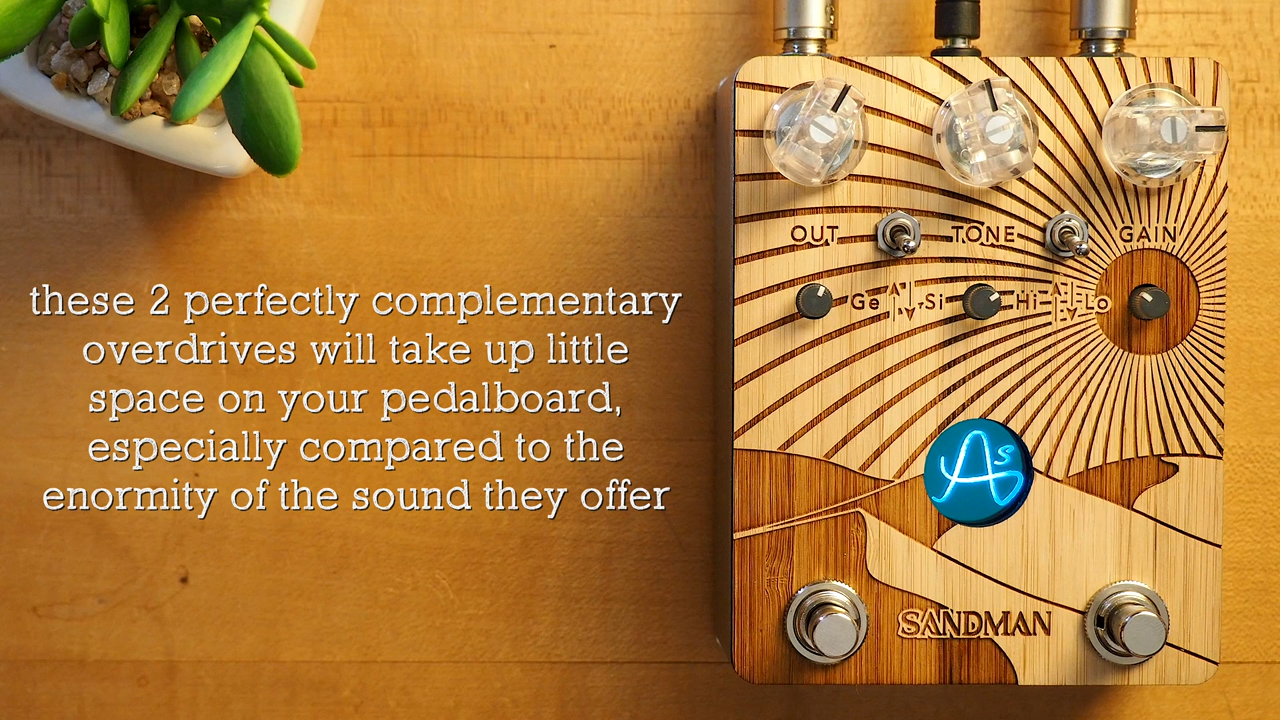 these 2 perfectly complementary
overdrives will take up little
space on your pedalboard,
especially compared to the
enormity of the sound they offer
OUT TONE GAIN
Ge Si Hi Lo
As
SANDMAN